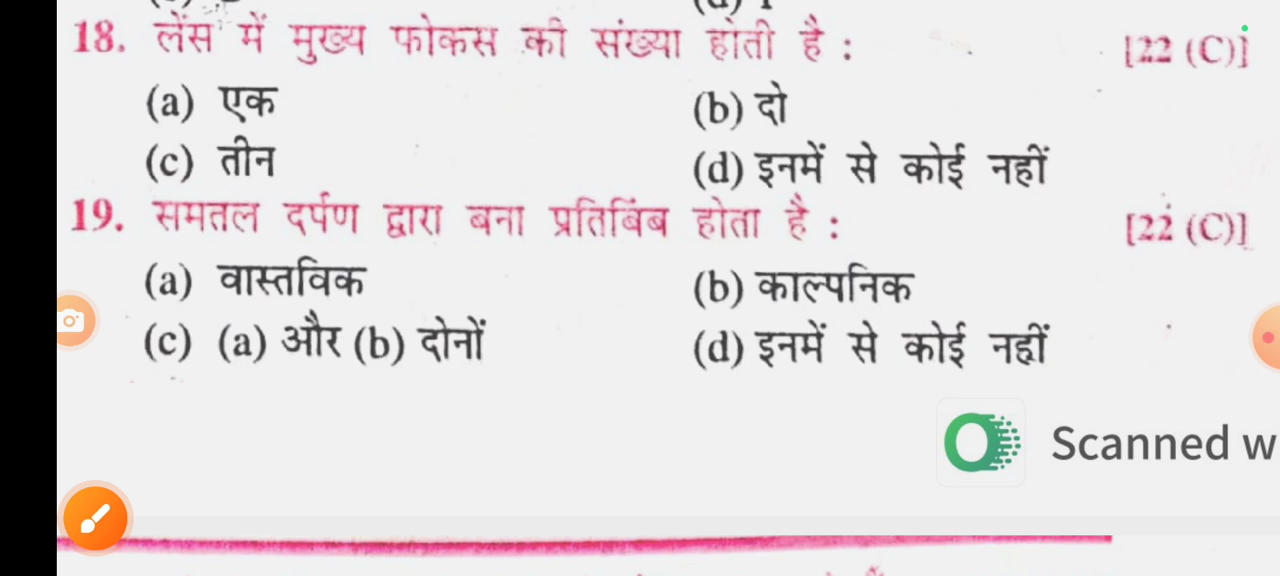 18. लेंस में मुख्य फोकस की संख्या होती है : [22 (C)]
(a) एक (b) दो
(c) तीन (d) इनमें से कोई नहीं
19. समतल दर्पण द्वारा बना प्रतिबिंब होता है : [22 (C)]
(a) वास्तविक (b) काल्पनिक
(c) (a) और (b) दोनों (d) इनमें से कोई नहीं
Scanned w